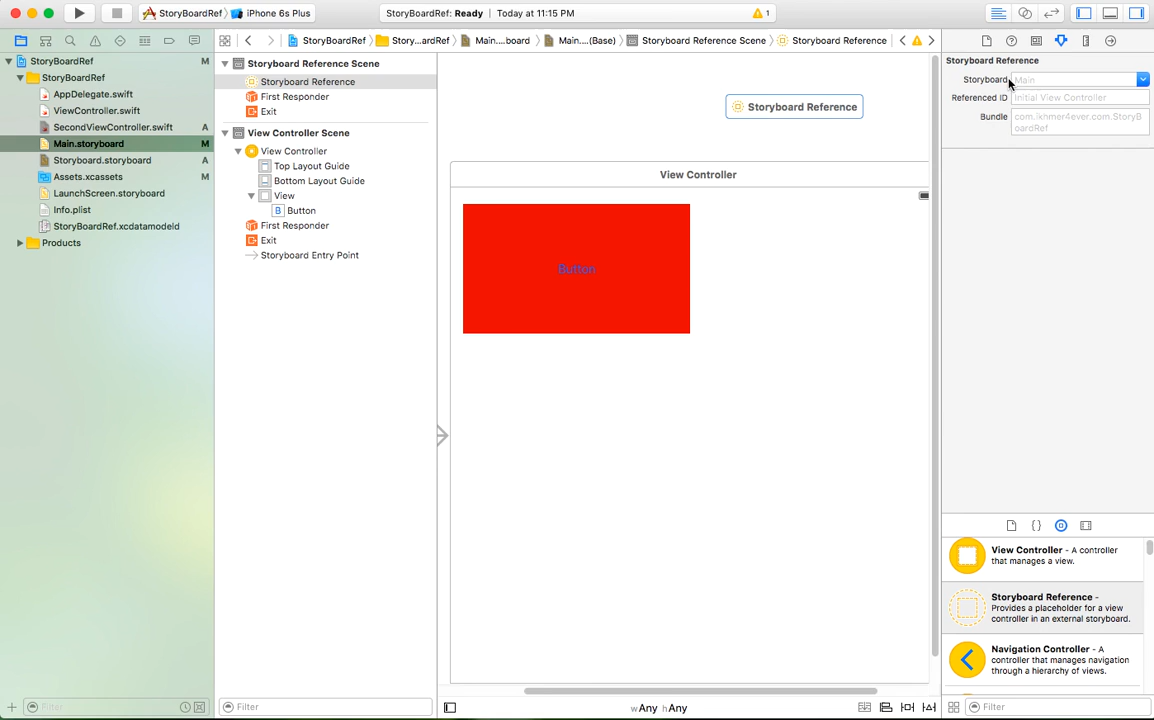 StoryBoardRef
iPhone 6s Plus
StoryBoardRef: Ready | Today at 11:15 PM
1
StoryBoardRef
Story...ardRef
Main....board
Main....(Base)
Storyboard Reference Scene
Storyboard Reference
StoryBoardRef M
StoryBoardRef
AppDelegate.swift
ViewController.swift
SecondViewController.swift A
Main.storyboard M
Storyboard.storyboard A
Assets.xcassets M
LaunchScreen.storyboard
Info.plist
StoryBoardRef.xcdatamodeld
Products
Filter
Storyboard Reference Scene
Storyboard Reference
First Responder
Exit
View Controller Scene
View Controller
Top Layout Guide
Bottom Layout Guide
View
B Button
First Responder
Exit
Storyboard Entry Point
Filter
Storyboard Reference
View Controller
Button
wAny hAny
Storyboard Reference
Storyboard Main
Referenced ID Initial View Controller
Bundle com.ikhmer4ever.com.StoryB
oardRef
{ }
View Controller - A controller
that manages a view.
Storyboard Reference -
Provides a placeholder for a view
controller in an external storyboard.
Navigation Controller - A
controller that manages navigation
through a hierarchy of views.
Filter